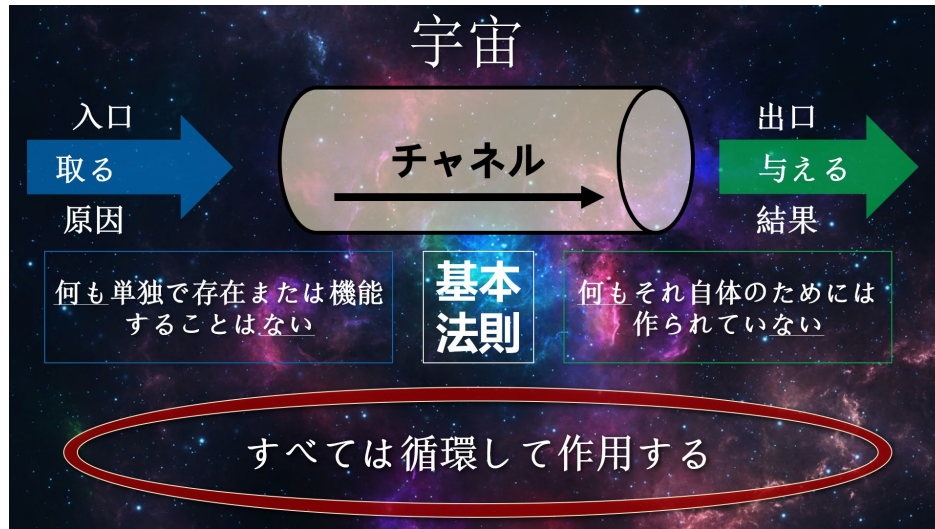 宇宙
入口
取る
原因
チャネル
出口
与える
結果
何も単独で存在または機能
することはない
基本
法則
何もそれ自体のためには
作られていない
すべては循環して作用する